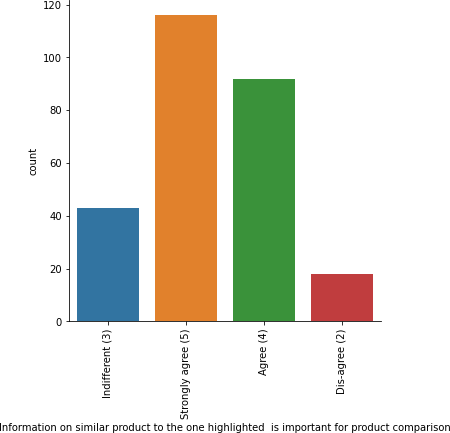 120
100
80
60
40
20
0
count
Indifferent (3)
Strongly agree (5)
Agree (4)
Dis-agree (2)
Information on similar product to the one highlighted  is important for product comparison